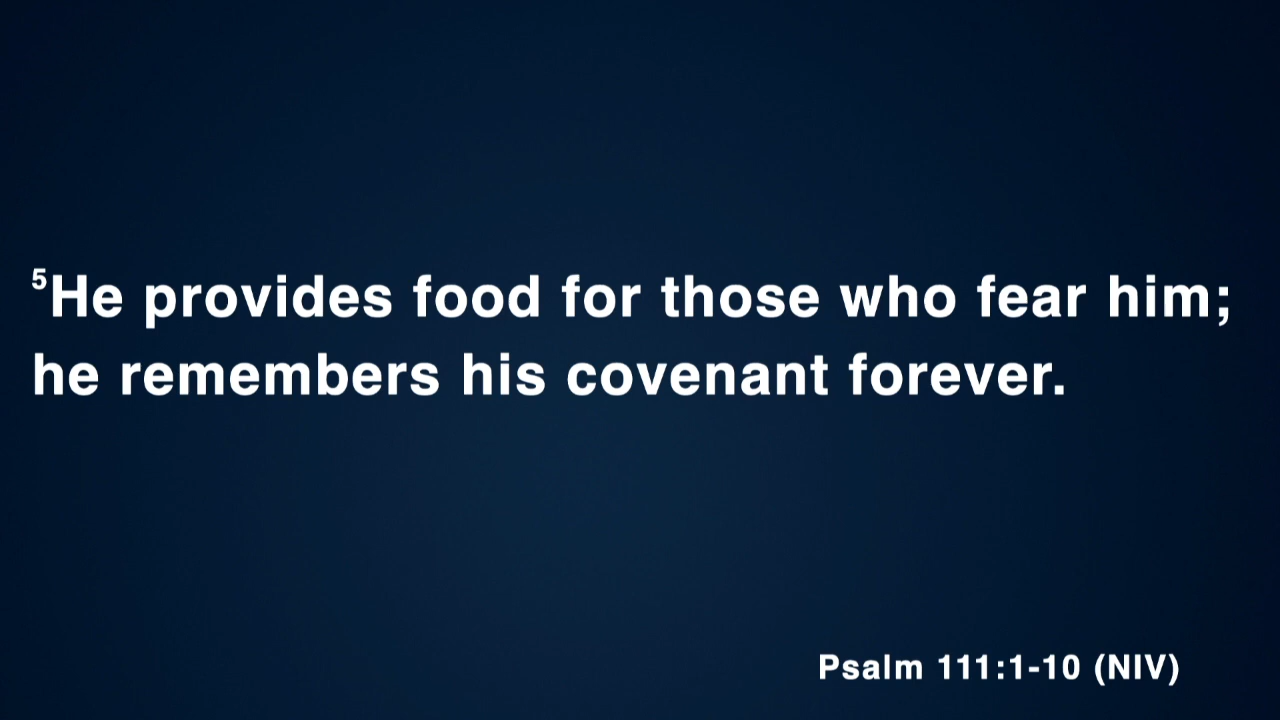 ⁵He provides food for those who fear him;
he remembers his covenant forever.
Psalm 111:1-10 (NIV)